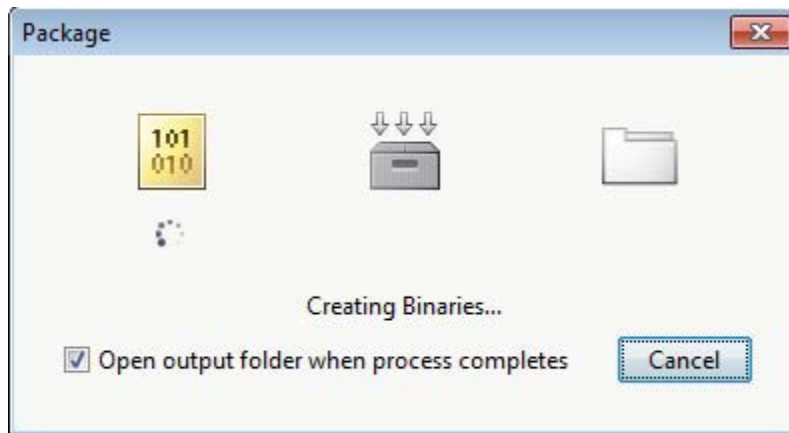 Package
101
010
Creating Binaries...
Open output folder when process completes
Cancel